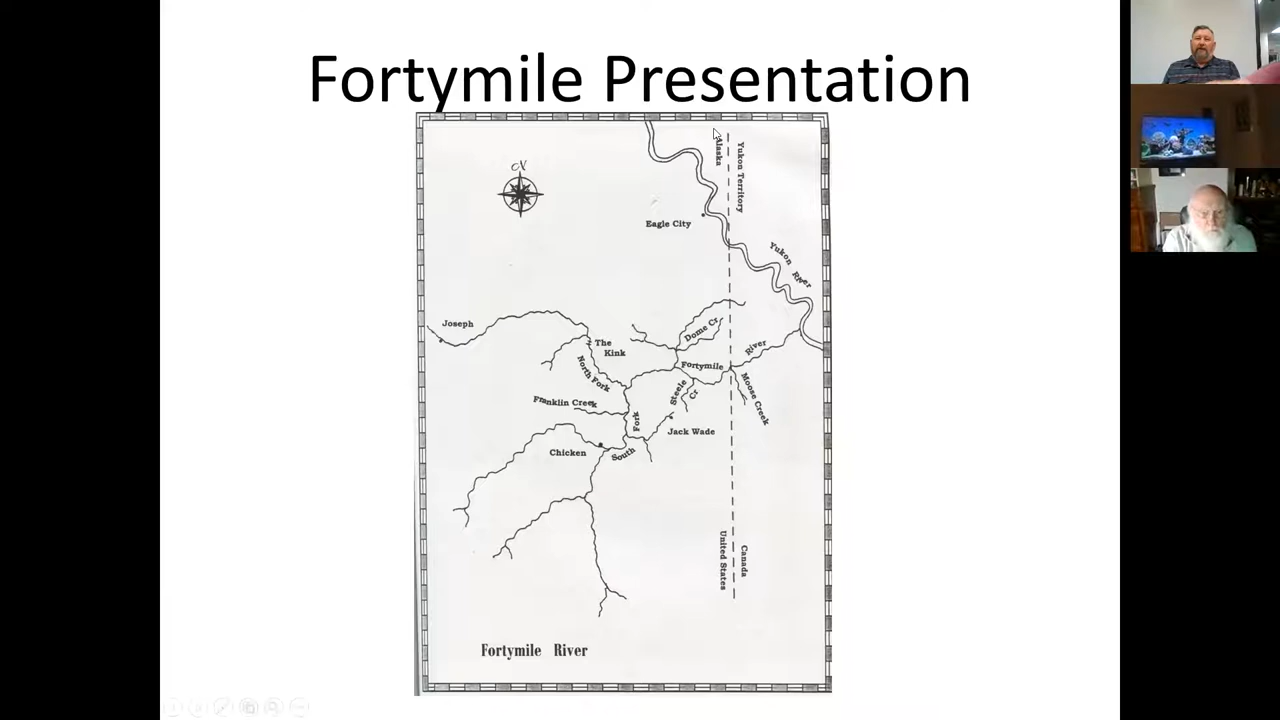 Fortymile Presentation
N
Alaska
Yukon Territory
Eagle City
Yukon River
Joseph
The
Kink
Dome Cr
River
North Fork
Fortymile
Steele
Cr
Moose Creek
Franklin Creek
Fork
Jack Wade
Chicken
South
United States
Canada
Fortymile River